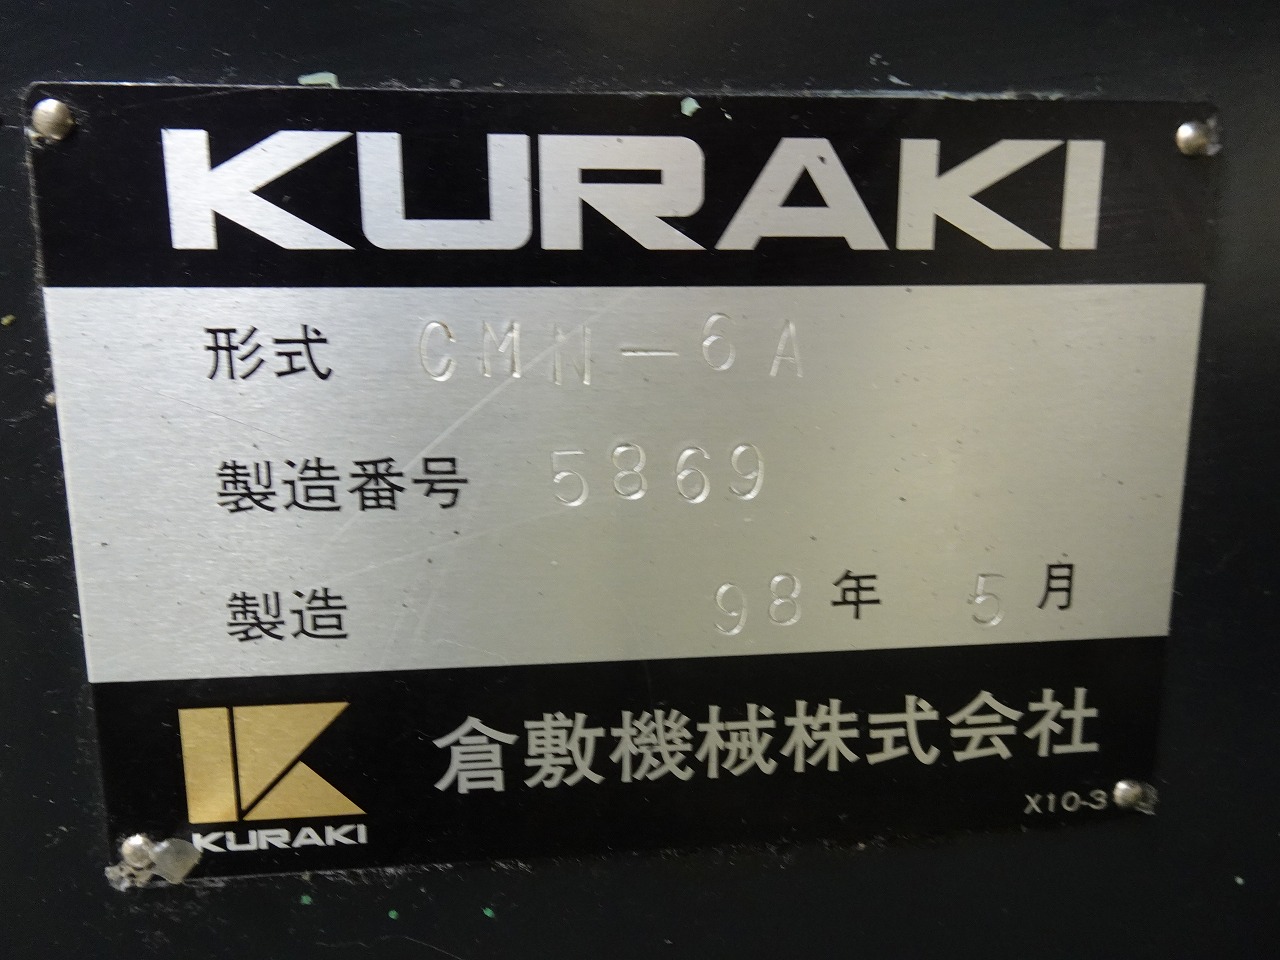 KURAKI
形式 CMN-6A
製造番号 5869
製造 98年 5月
倉敷機械株式会社
KURAKI
X10-3